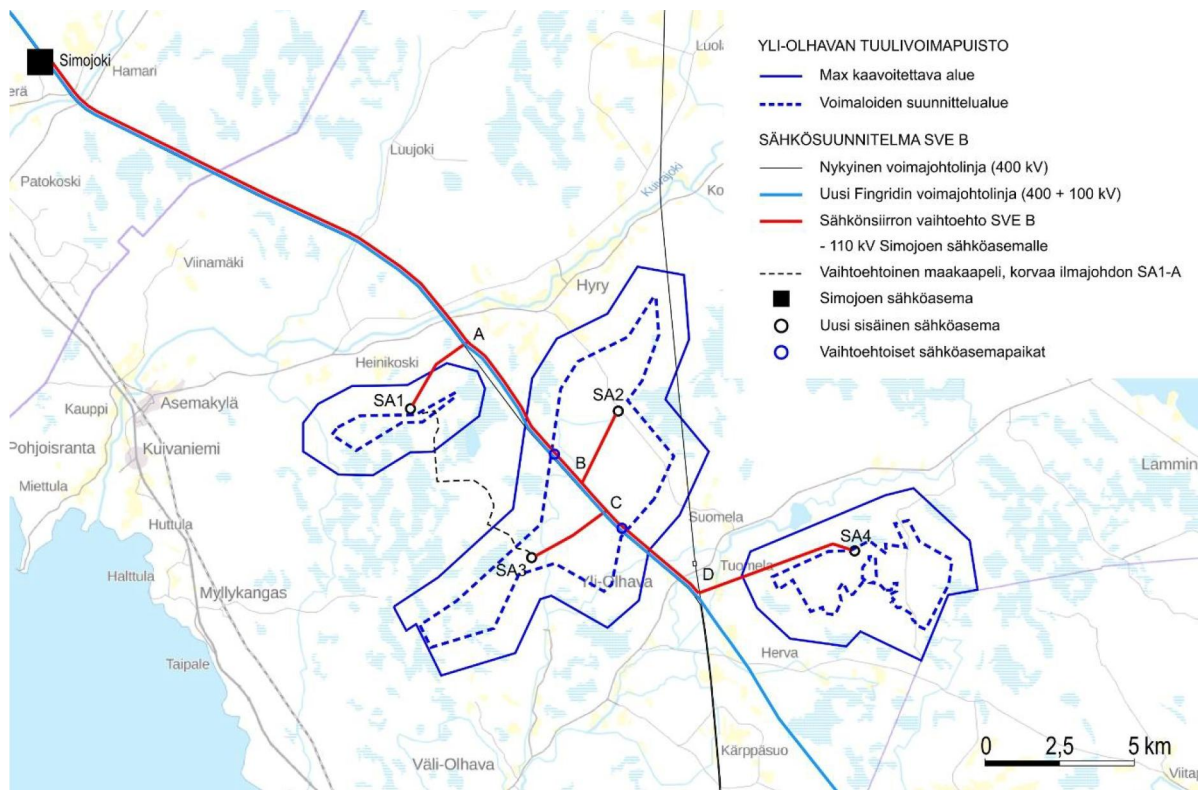 YLI-OLHAVAN TUULIVOIMAPUISTO
Max kaavoitettava alue
Voimaloiden suunnittelualue
SÄHKÖSUUNNITELMA SVE B
Nykyinen voimajohtolinja (400 kV)
Uusi Fingridin voimajohtolinja (400 + 100 kV)
Sähkönsiirron vaihtoehto SVE B
- 110 kV Simojoen sähköasemalle
Vaihtoehtoinen maakaapeli, korvaa ilmajohdon SA1-A
Simojoen sähköasema
Uusi sisäinen sähköasema
Vaihtoehtoiset sähköasemapaikat
Simojoki
Hamari
Luola
erä
Luujoki
Patokoski
Kuivajoki
Ko
Viinamäki
Hyry
A
Heinikoski
SA1
SA2
Kauppi
Asemakylä
Pohjoisranta
Kuivaniemi
B
Lammin
Miettula
C
Suomela
Huttula
SA4
SA3
Halttula
Yli-Olhava
D
Tuomela
Myllykangas
Herva
Taipale
Kärppäsuo
Väli-Olhava
0 2,5 5 km
Viitap